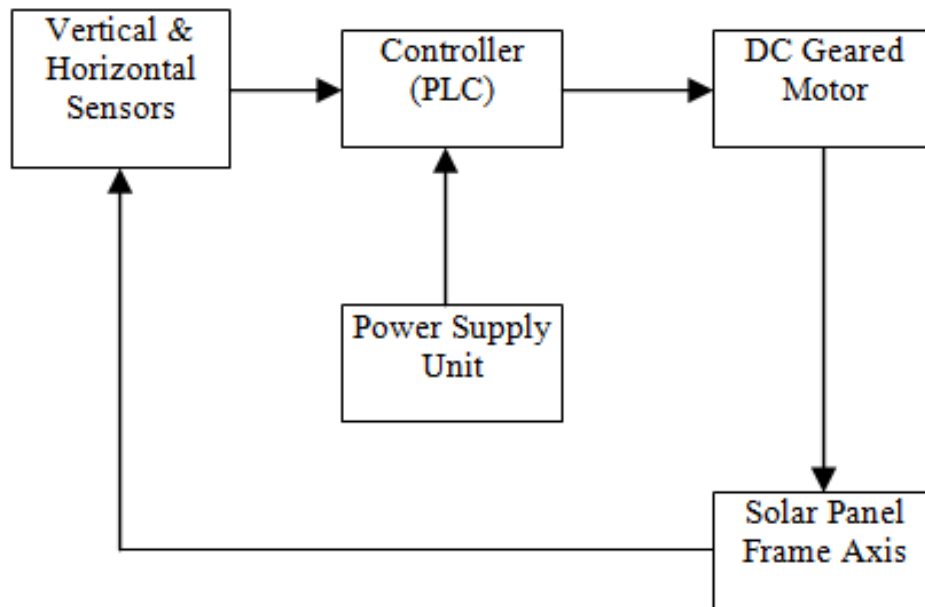 Vertical &
Horizontal
Sensors
Controller
(PLC)
DC Geared
Motor
Power Supply
Unit
Solar Panel
Frame Axis